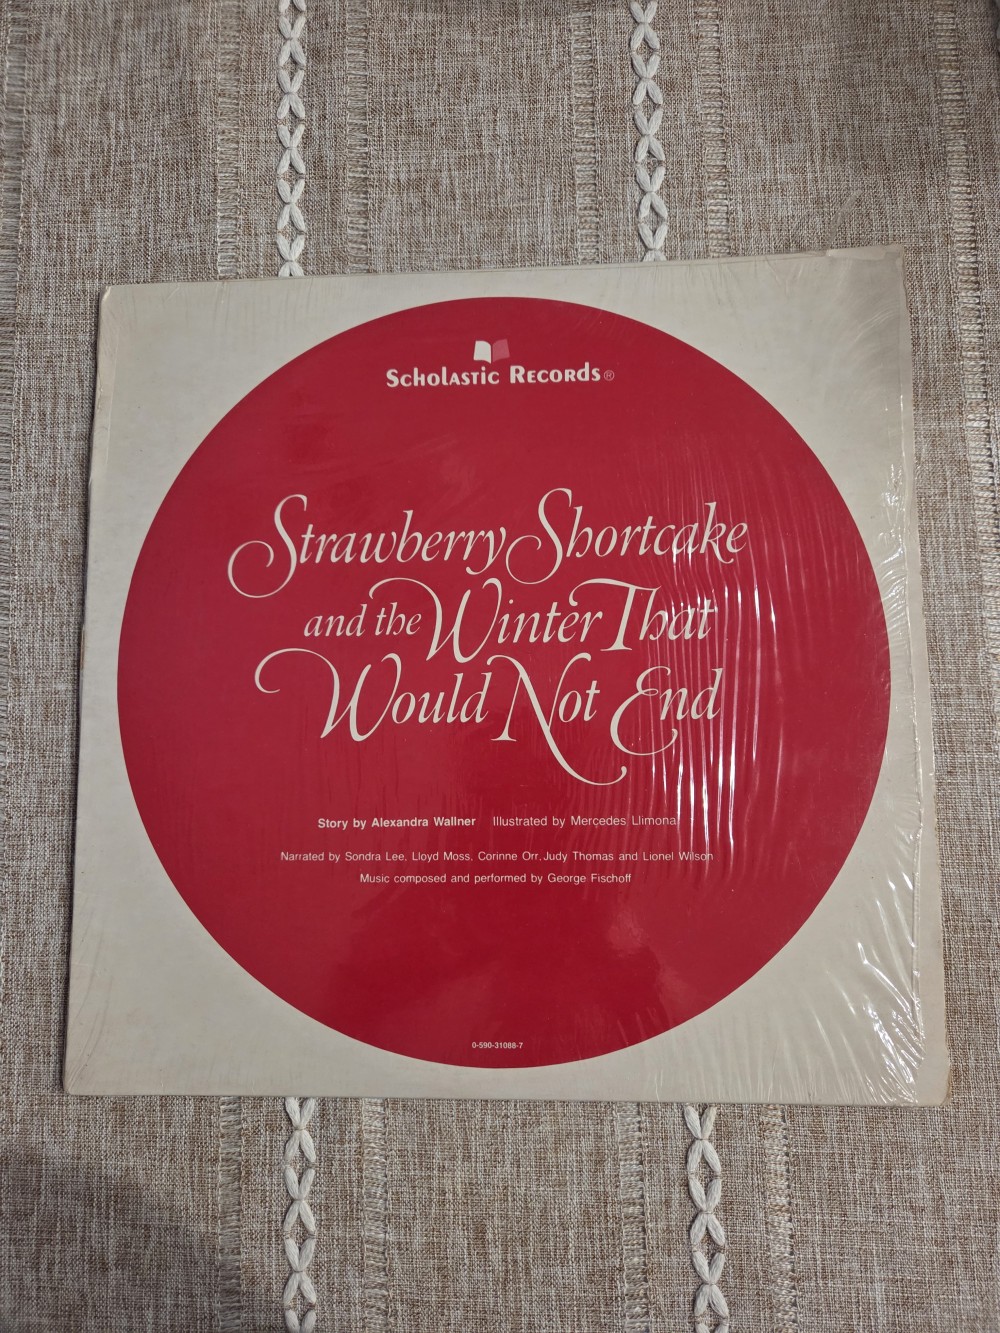 Scholastic Records®
Strawberry Shortcake
and the Winter That
Would Not End
Story by Alexandra Wallner Illustrated by Mercedes Llimona
Narrated by Sondra Lee, Lloyd Moss, Corinne Orr, Judy Thomas and Lionel Wilson
Music composed and performed by George Fischoff
0-590-31088-7